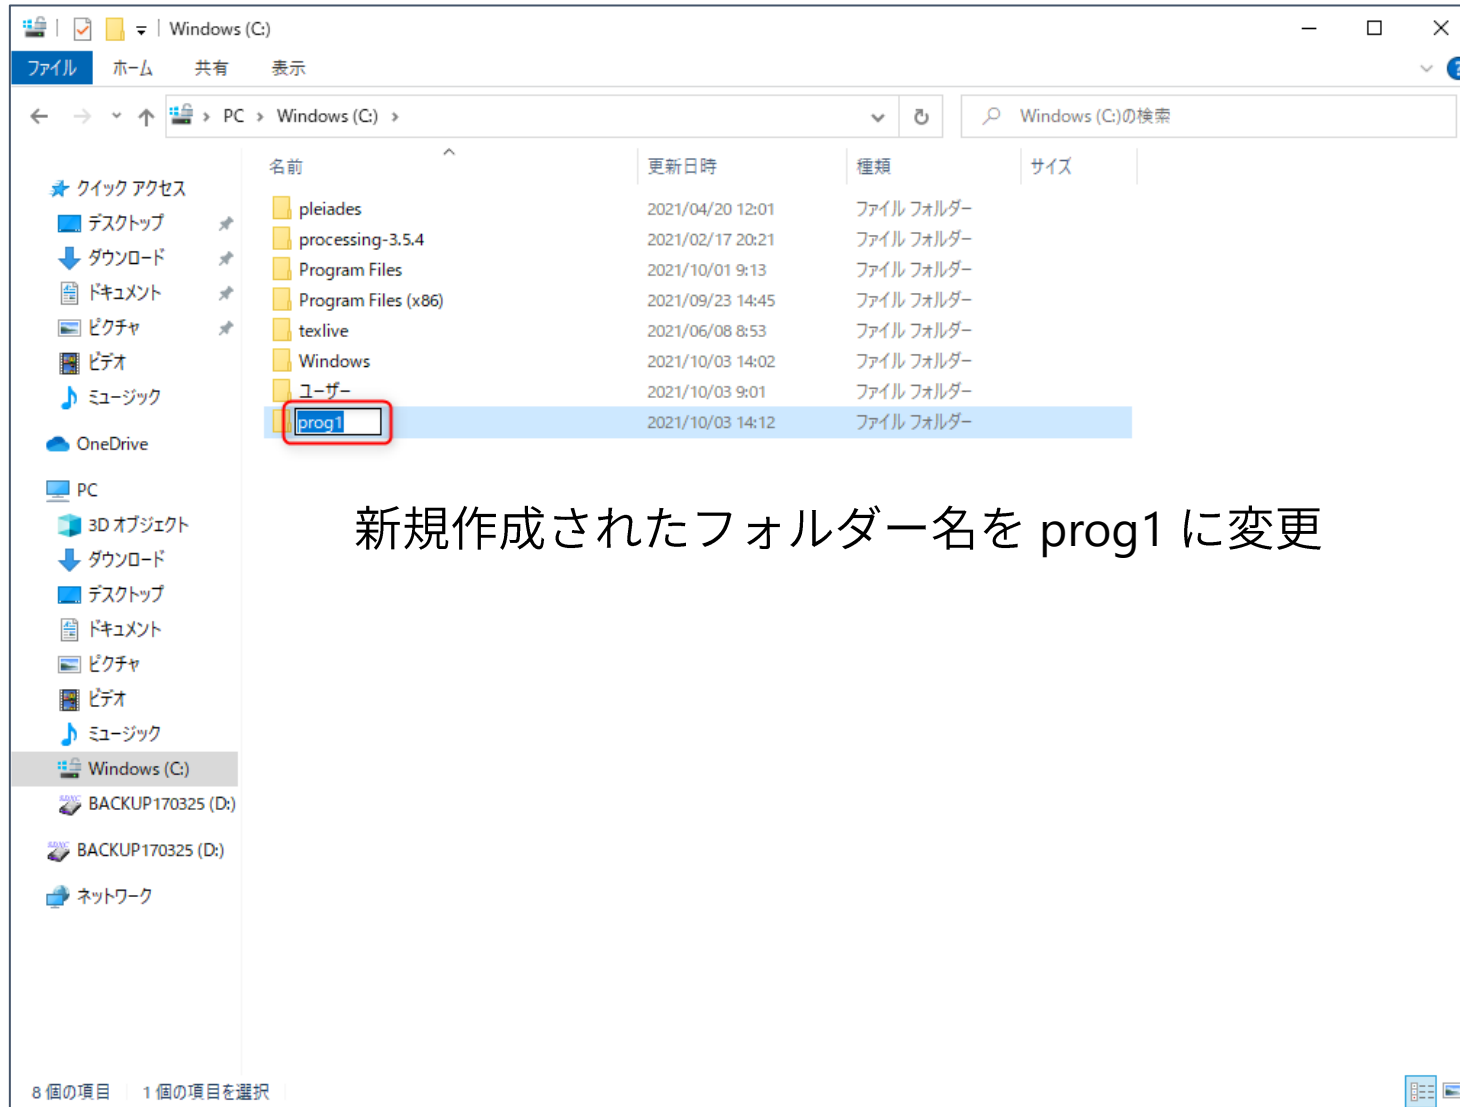 Windows (C:)
ファイル ホーム 共有 表示
PC Windows (C:) Windows (C:)の検索
名前 更新日時 種類 サイズ
クイック アクセス
デスクトップ
ダウンロード
ドキュメント
ピクチャ
ビデオ
ミュージック
OneDrive
PC
3D オブジェクト
ダウンロード
デスクトップ
ドキュメント
ピクチャ
ビデオ
ミュージック
Windows (C:)
BACKUP170325 (D:)
BACKUP170325 (D:)
ネットワーク
pleiades 2021/04/20 12:01 ファイル フォルダー
processing-3.5.4 2021/02/17 20:21 ファイル フォルダー
Program Files 2021/10/01 9:13 ファイル フォルダー
Program Files (x86) 2021/09/23 14:45 ファイル フォルダー
texlive 2021/06/08 8:53 ファイル フォルダー
Windows 2021/10/03 14:02 ファイル フォルダー
ユーザー 2021/10/03 9:01 ファイル フォルダー
prog1 2021/10/03 14:12 ファイル フォルダー
新規作成されたフォルダー名を prog1 に変更
8 個の項目 1 個の項目を選択